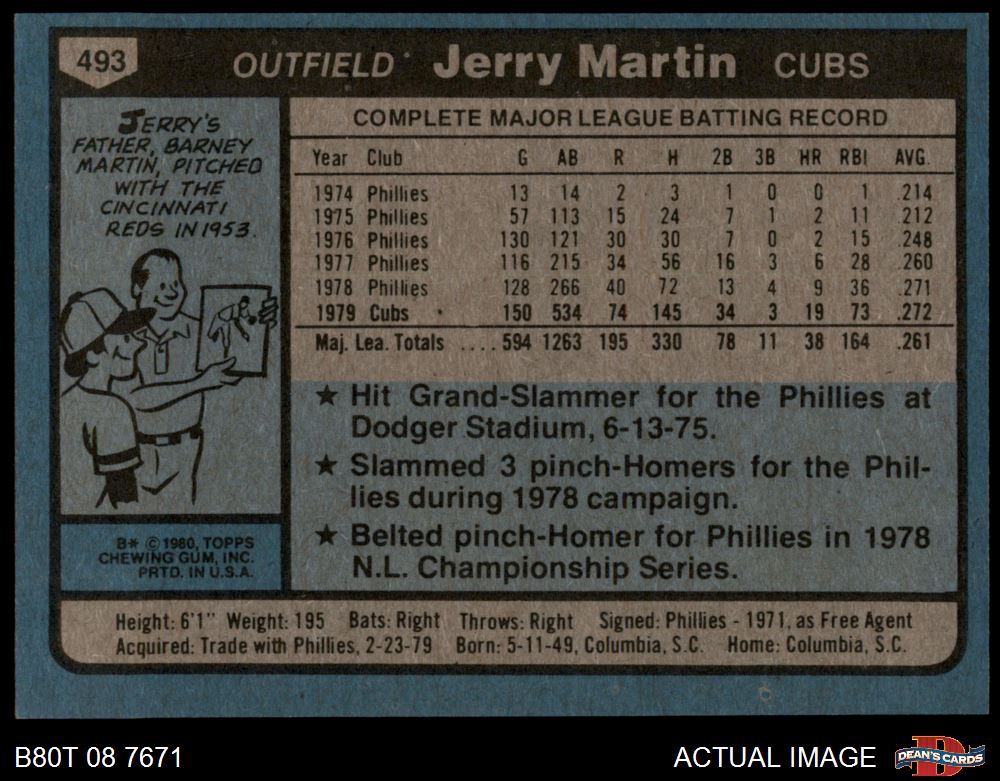 493
OUTFIELD Jerry Martin CUBS
JERRY'S
FATHER, BARNEY
MARTIN, PITCHED
WITH THE
CINCINNATI
REDS IN 1953.
B* © 1980, TOPPS
CHEWING GUM, INC.
PRTD. IN U.S.A.
COMPLETE MAJOR LEAGUE BATTING RECORD
Year Club G AB R H 2B 3B HR RBI AVG.
1974 Phillies 13 14 2 3 1 0 0 1 .214
1975 Phillies 57 113 15 24 7 1 2 11 .212
1976 Phillies 130 121 30 30 7 0 2 15 .248
1977 Phillies 116 215 34 56 16 3 6 28 .260
1978 Phillies 128 266 40 72 13 4 9 36 .271
1979 Cubs 150 534 74 145 34 3 19 73 .272
Maj. Lea. Totals .... 594 1263 195 330 78 11 38 164 .261
★ Hit Grand-Slammer for the Phillies at
Dodger Stadium, 6-13-75.
★ Slammed 3 pinch-Homers for the Phil-
lies during 1978 campaign.
★ Belted pinch-Homer for Phillies in 1978
N.L. Championship Series.
Height: 6'1" Weight: 195 Bats: Right Throws: Right Signed: Phillies - 1971, as Free Agent
Acquired: Trade with Phillies, 2-23-79 Born: 5-11-49, Columbia, S.C. Home: Columbia, S.C.
B80T 08 7671
ACTUAL IMAGE
D
DEAN'S CARDS